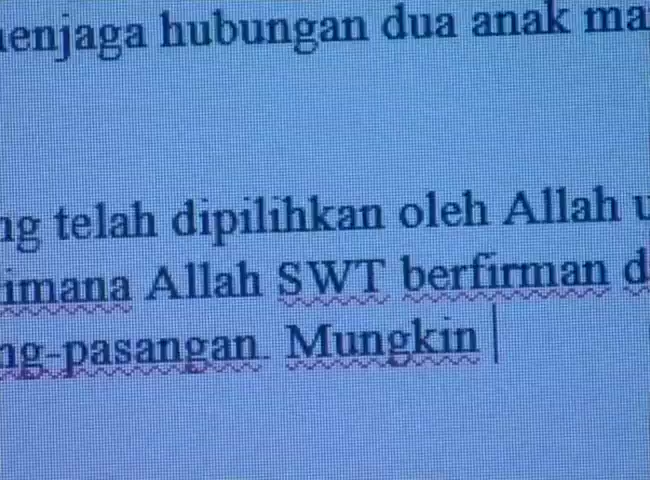 enjaga hubungan dua anak ma
ng telah dipilihkan oleh Allah u
imana Allah SWT berfirman d
ng-pasangan. Mungkin